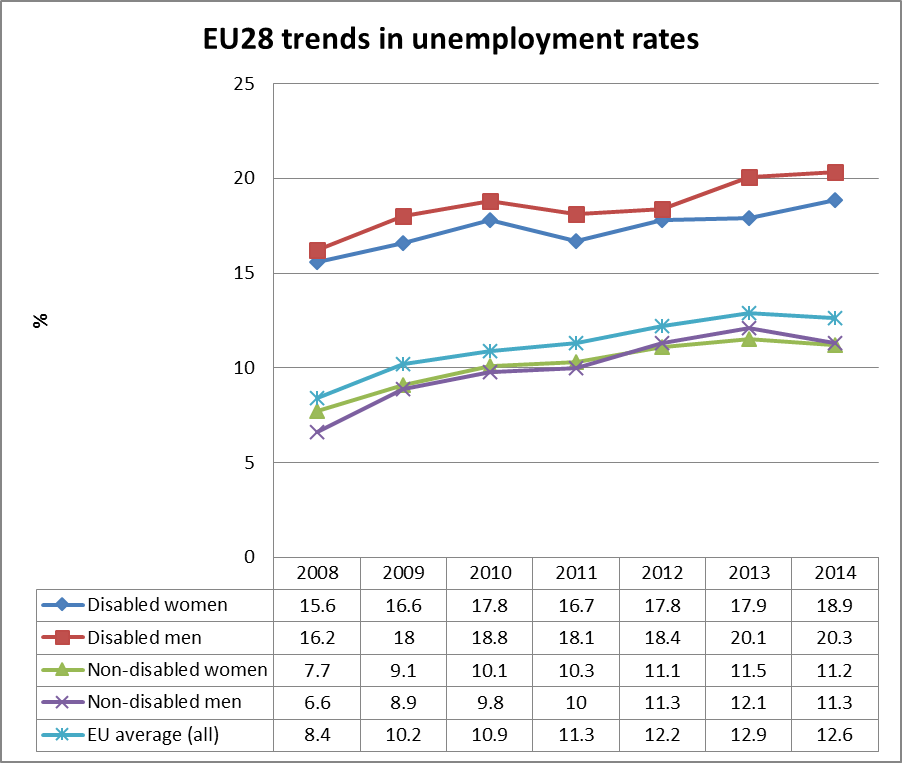 EU28 trends in unemployment rates
25
20
15
10
5
0
%
2008 2009 2010 2011 2012 2013 2014
Disabled women 15.6 16.6 17.8 16.7 17.8 17.9 18.9
Disabled men 16.2 18 18.8 18.1 18.4 20.1 20.3
Non-disabled women 7.7 9.1 10.1 10.3 11.1 11.5 11.2
Non-disabled men 6.6 8.9 9.8 10 11.3 12.1 11.3
EU average (all) 8.4 10.2 10.9 11.3 12.2 12.9 12.6